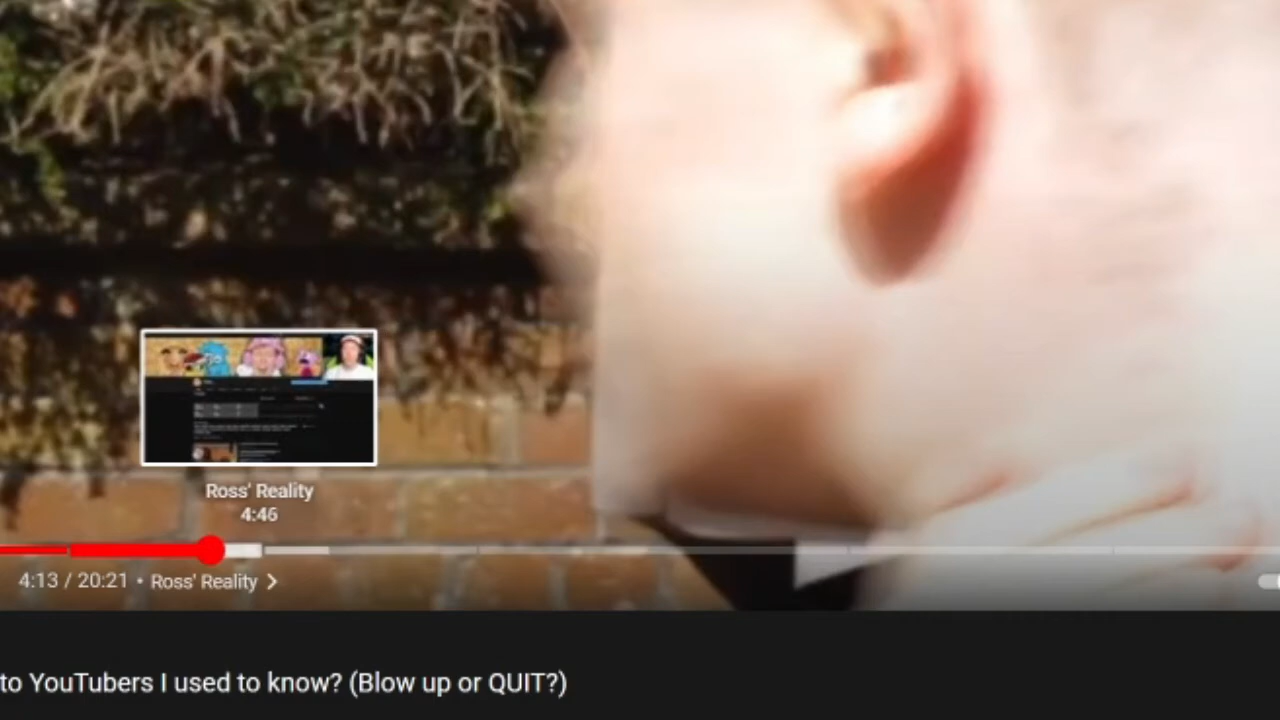 Ross' Reality
4:46
4:13 / 20:21 • Ross' Reality >
to YouTubers I used to know? (Blow up or QUIT?)